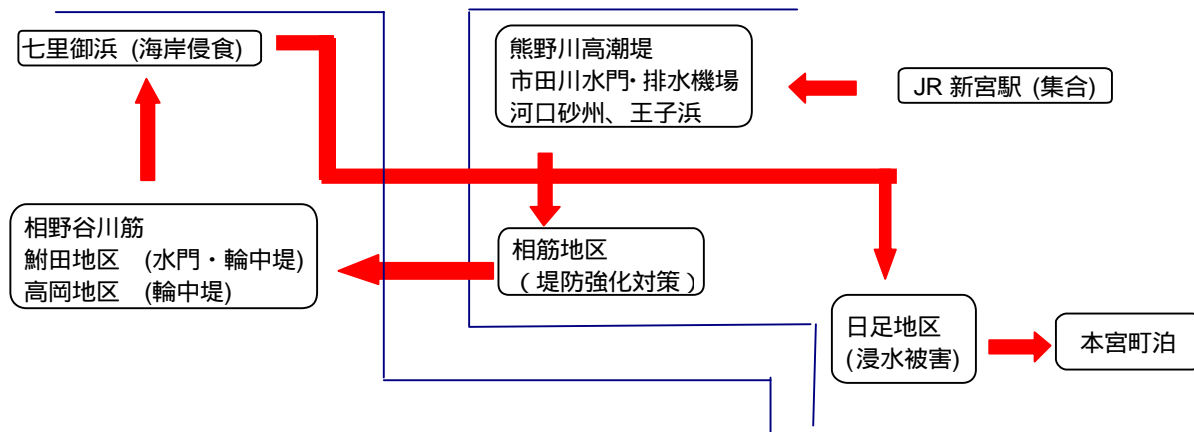 七里御浜 (海岸侵食)
熊野川高潮堤
市田川水門・排水機場
河口砂州、王子浜
JR 新宮駅 (集合)
相野谷川筋
鮒田地区 (水門・輪中堤)
高岡地区 (輪中堤)
相筋地区
(堤防強化対策)
日足地区
(浸水被害)
本宮町泊